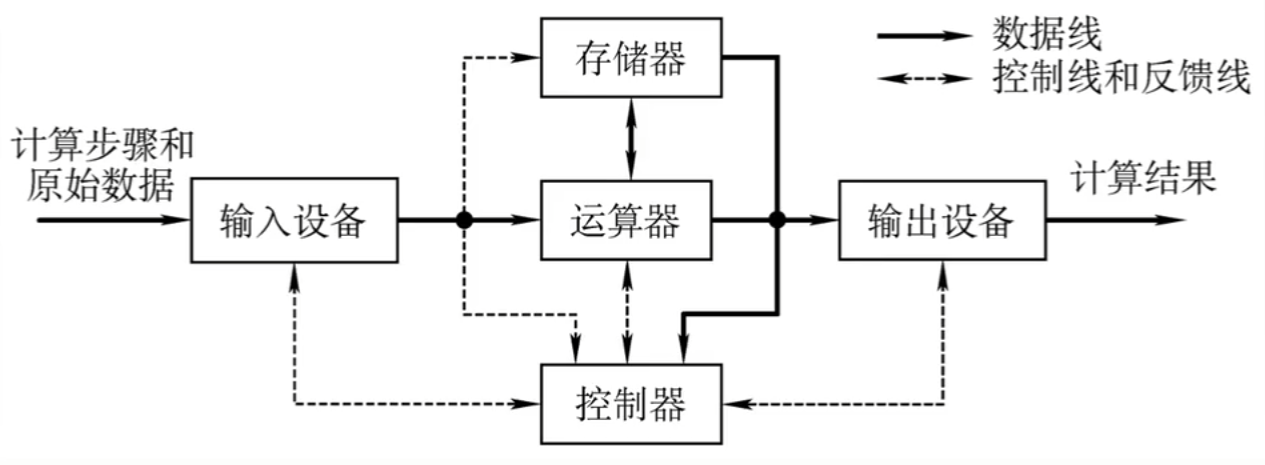 存储器
数据线
控制线和反馈线
计算步骤和
原始数据
输入设备
运算器
输出设备
计算结果
控制器